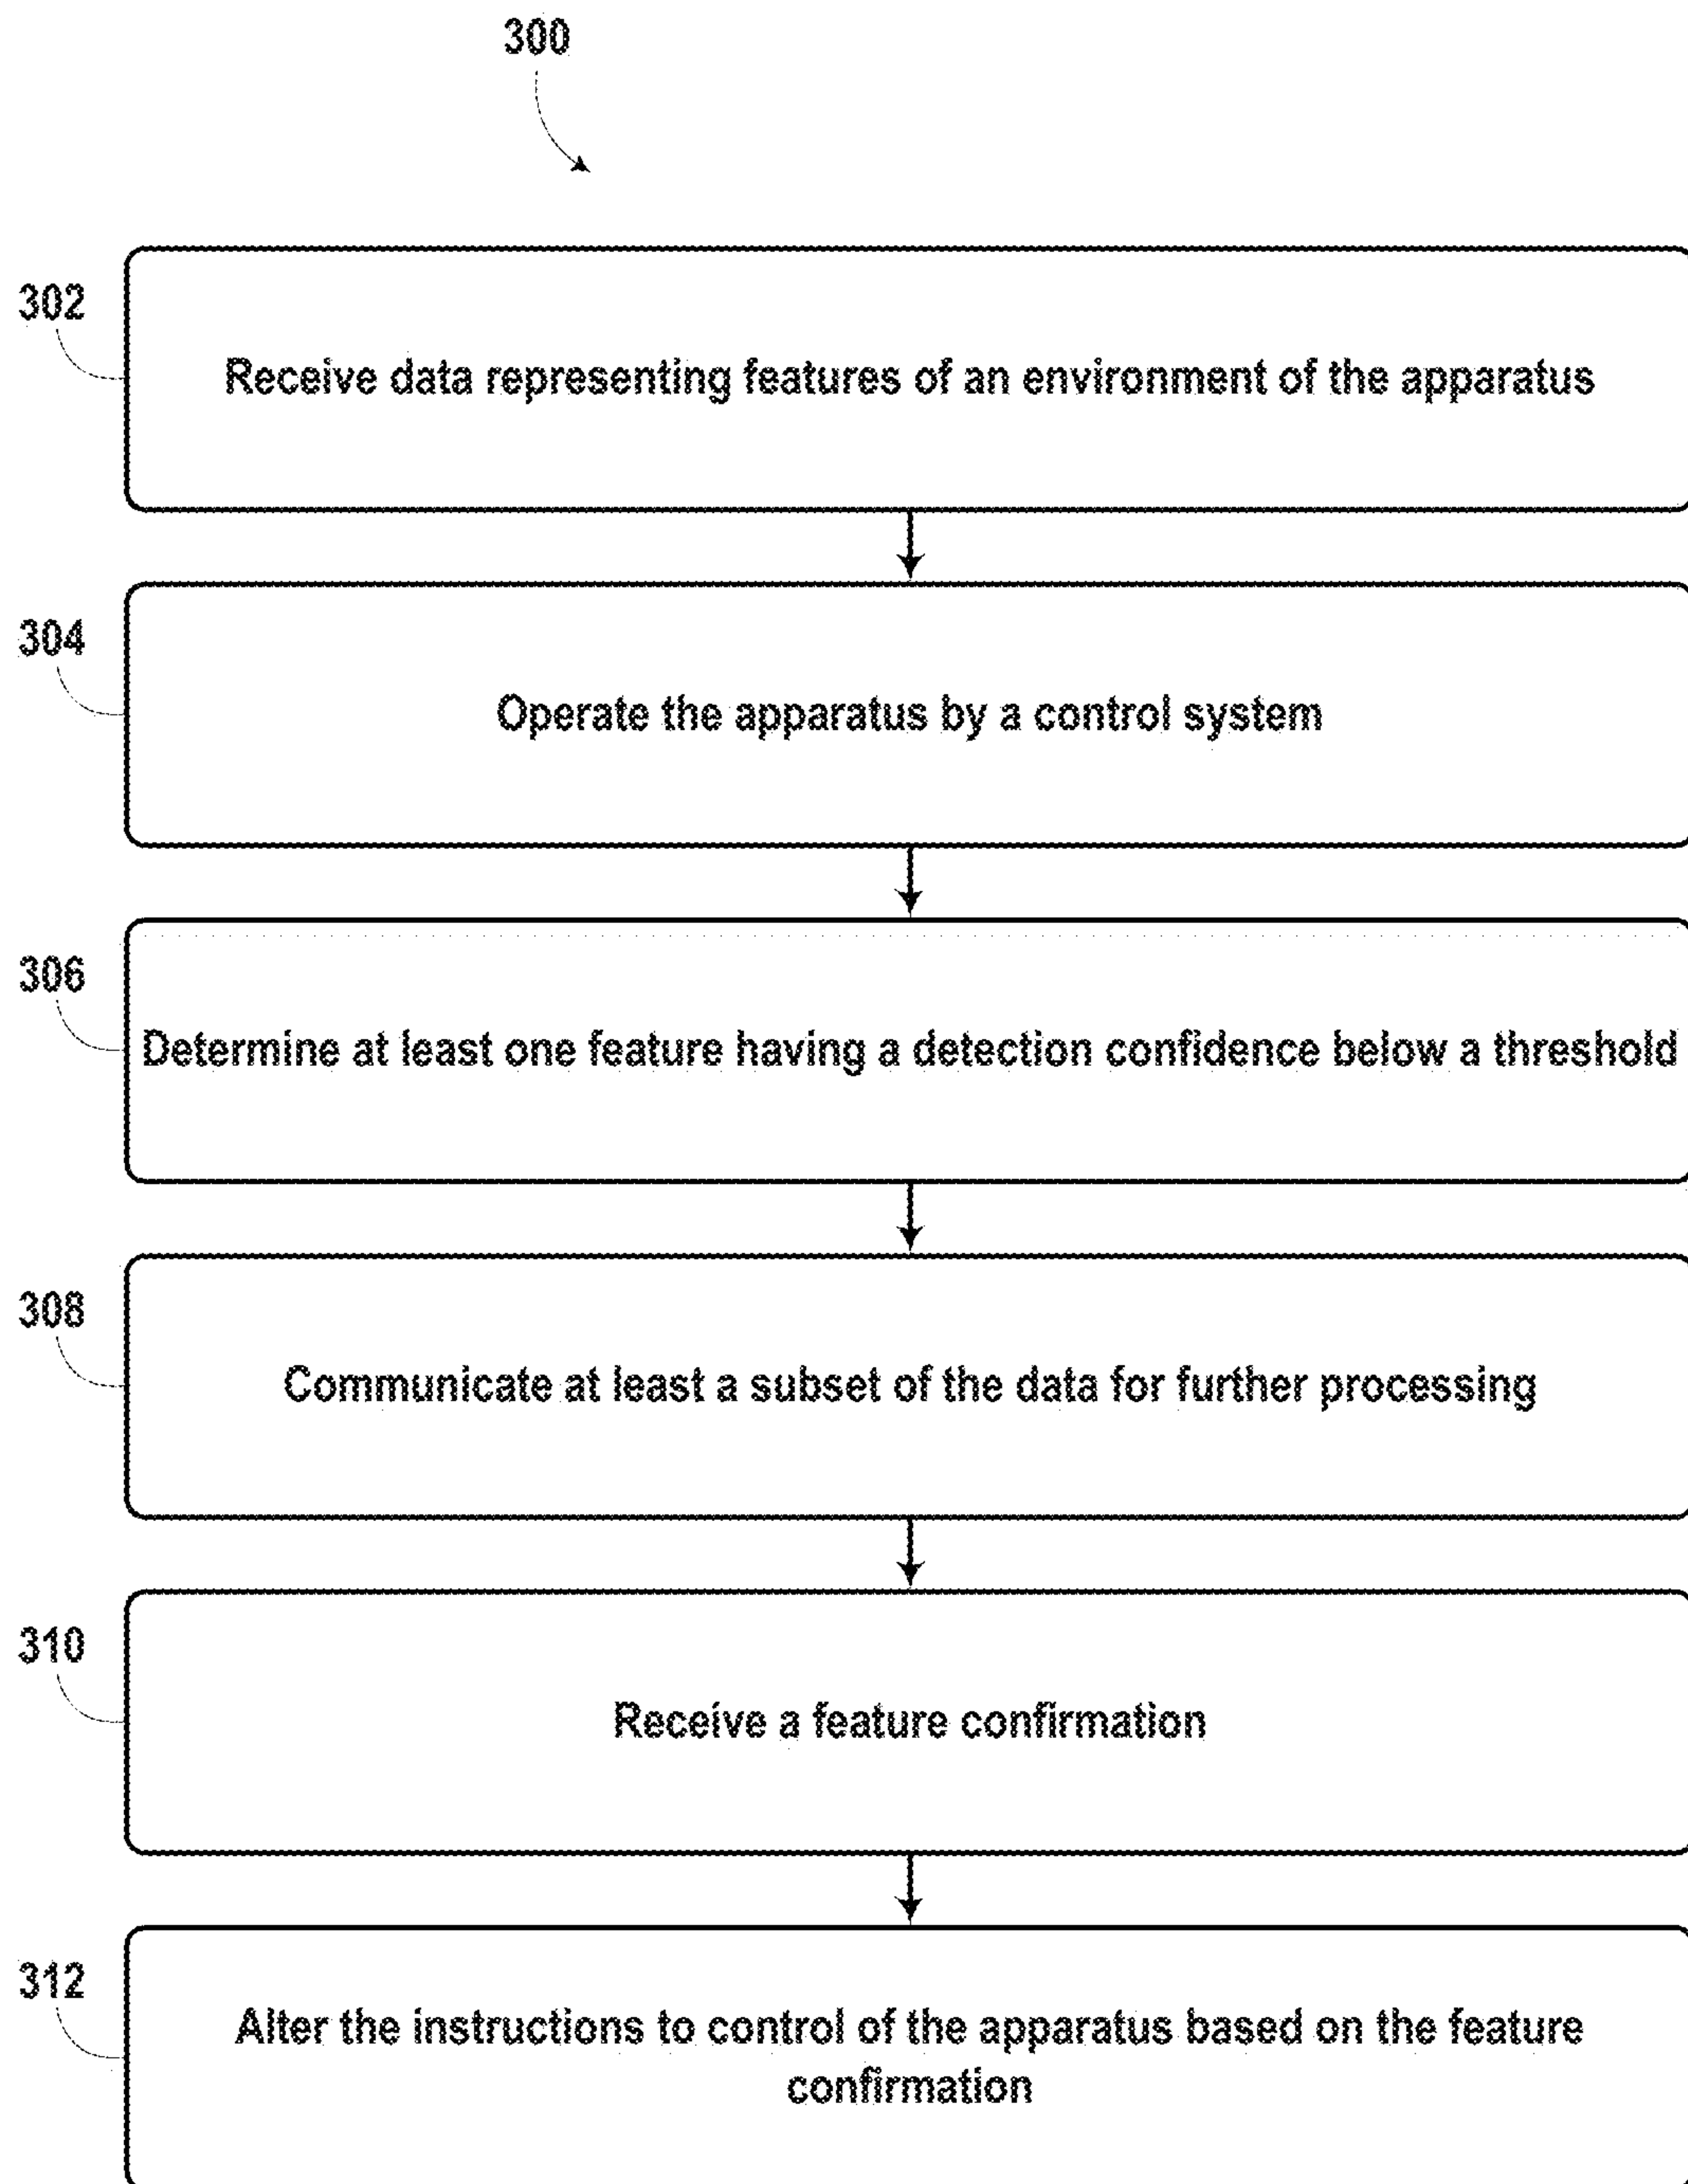 300
302
Receive data representing features of an environment of the apparatus
304
Operate the apparatus by a control system
306
Determine at least one feature having a detection confidence below a threshold
308
Communicate at least a subset of the data for further processing
310
Receive a feature confirmation
312
Alter the instructions to control of the apparatus based on the feature
confirmation